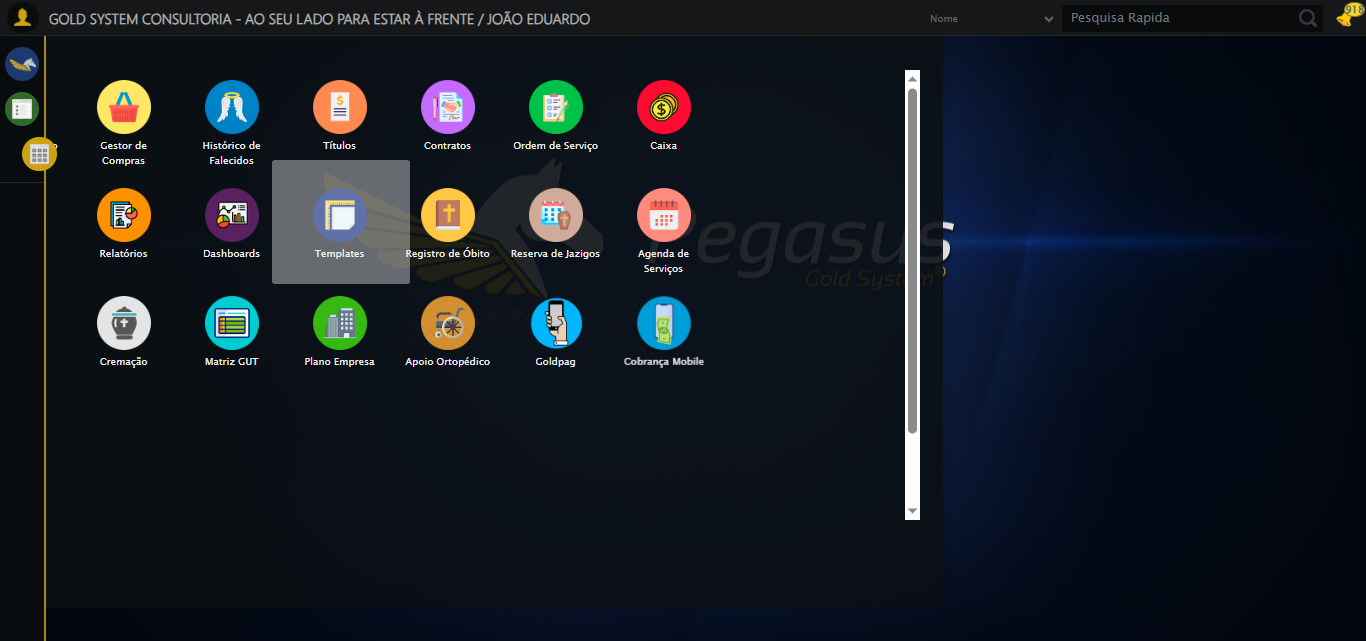 GOLD SYSTEM CONSULTORIA - AO SEU LADO PARA ESTAR À FRENTE / JOÃO EDUARDO
Nome
Pesquisa Rapida
918
Gestor de
Compras
Histórico de
Falecidos
Títulos
Contratos
Ordem de Serviço
Caixa
Relatórios
Dashboards
Templates
Registro de Óbito
Reserva de Jazigos
Agenda de
Serviços
Pegasus
Gold System®
Cremação
Matriz GUT
Plano Empresa
Apoio Ortopédico
Goldpag
Cobrança Mobile